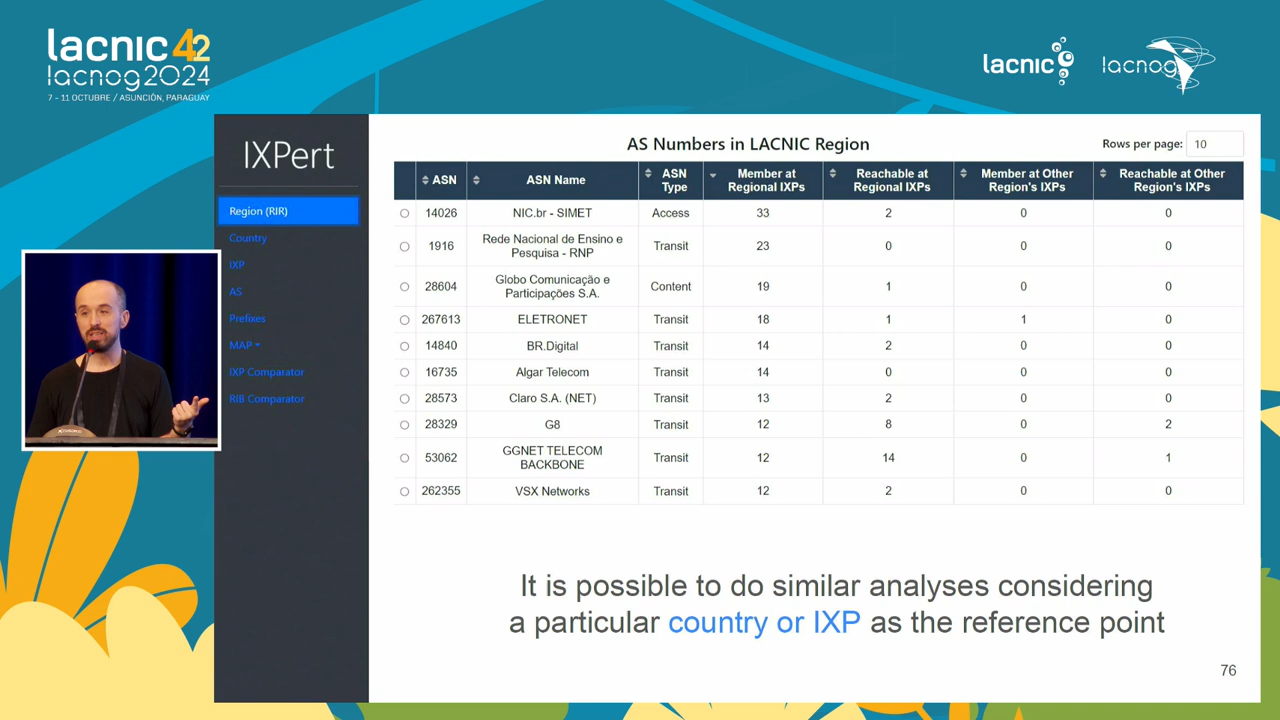 lacnic 42
lacnog2024
7 - 11 OCTUBRE / ASUNCIÓN, PARAGUAY
lacnic
lacnog
IXPert
Region (RIR)
Country
IXP
AS
Prefixes
MAP
IXP Comparator
RIB Comparator
AS Numbers in LACNIC Region
Rows per page: 10
ASN ASN Name ASN Type Member at Regional IXPs Reachable at Regional IXPs Member at Other Region's IXPs Reachable at Other Region's IXPs
14026 NIC.br - SIMET Access 33 2 0 0
1916 Rede Nacional de Ensino e Pesquisa - RNP Transit 23 0 0 0
28604 Globo Comunicação e Participações S.A. Content 19 1 0 0
267613 ELETRONET Transit 18 1 1 0
14840 BR.Digital Transit 14 2 0 0
16735 Algar Telecom Transit 14 0 0 0
28573 Claro S.A. (NET) Transit 13 2 0 0
28329 G8 Transit 12 8 0 2
53062 GGNET TELECOM BACKBONE Transit 12 14 0 1
262355 VSX Networks Transit 12 2 0 0
It is possible to do similar analyses considering
a particular country or IXP as the reference point
76